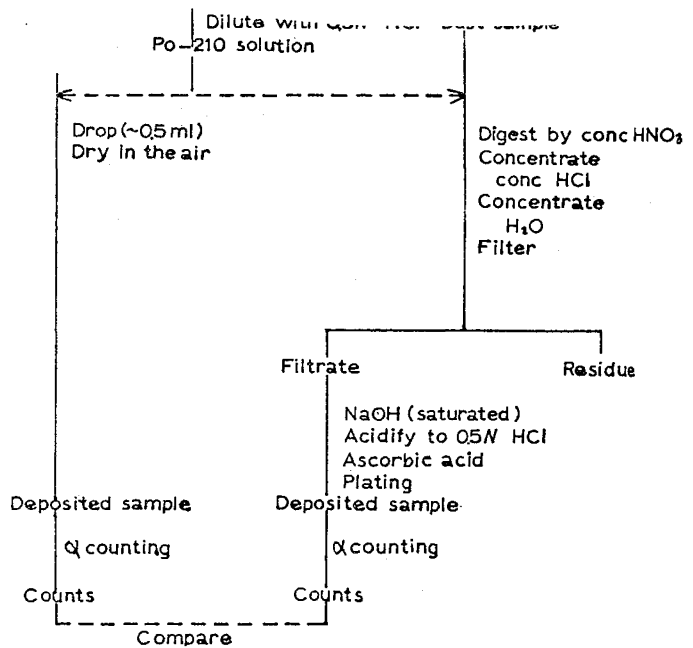 Dilute with
Po-210 solution
Drop (~0.5 ml)
Dry in the air
Digest by conc HNO₃
Concentrate
conc HCl
Concentrate
H₂O
Filter
Filtrate
Residue
NaOH (saturated)
Acidify to 0.5N HCl
Ascorbic acid
Plating
Deposited sample
Deposited sample
α counting
α counting
Counts
Counts
Compare